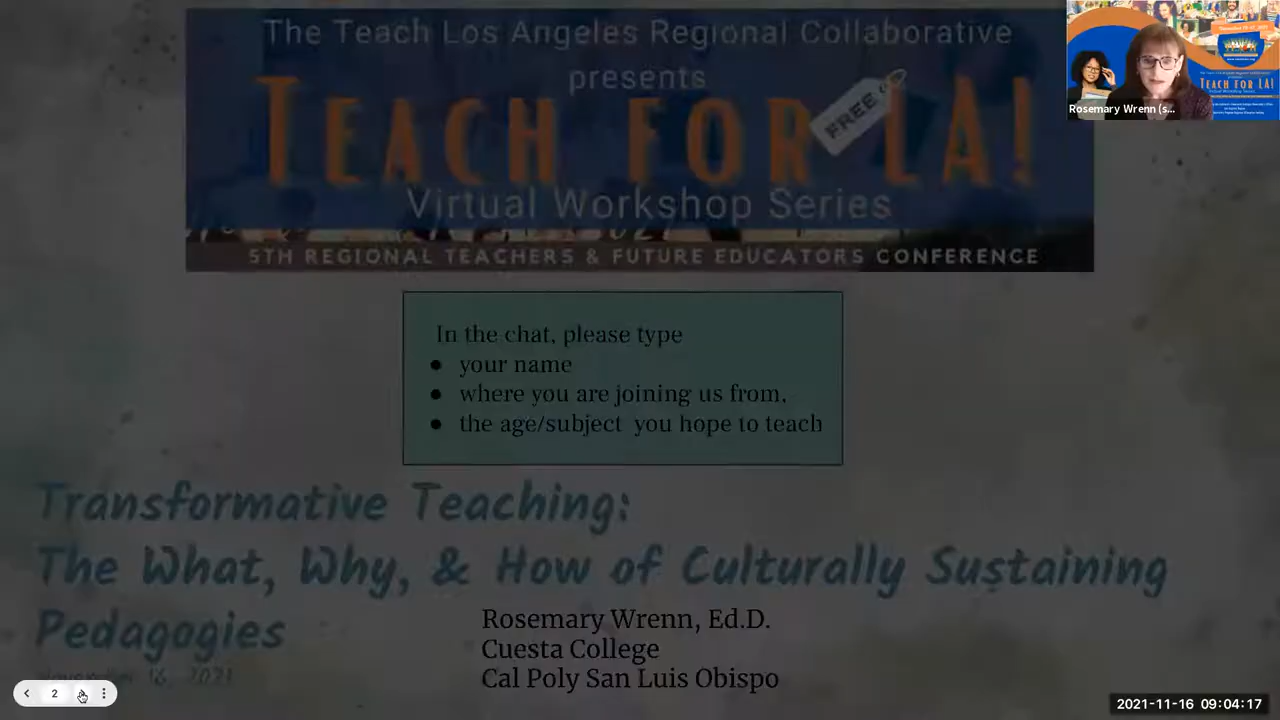 The Teach Los Angeles Regional Collaborative
presents
TEACH FOR LA!
FREE
Virtual Workshop Series
5TH REGIONAL TEACHERS & FUTURE EDUCATORS CONFERENCE
In the chat, please type
● your name
● where you are joining us from,
● the age/subject you hope to teach
Transformative Teaching:
The What, Why, & How of Culturally Sustaining
Pedagogies
November 16, 2021
Rosemary Wrenn, Ed.D.
Cuesta College
Cal Poly San Luis Obispo
2
TEACH FOR LA!
Rosemary Wrenn (s...
2021-11-16 09:04:17